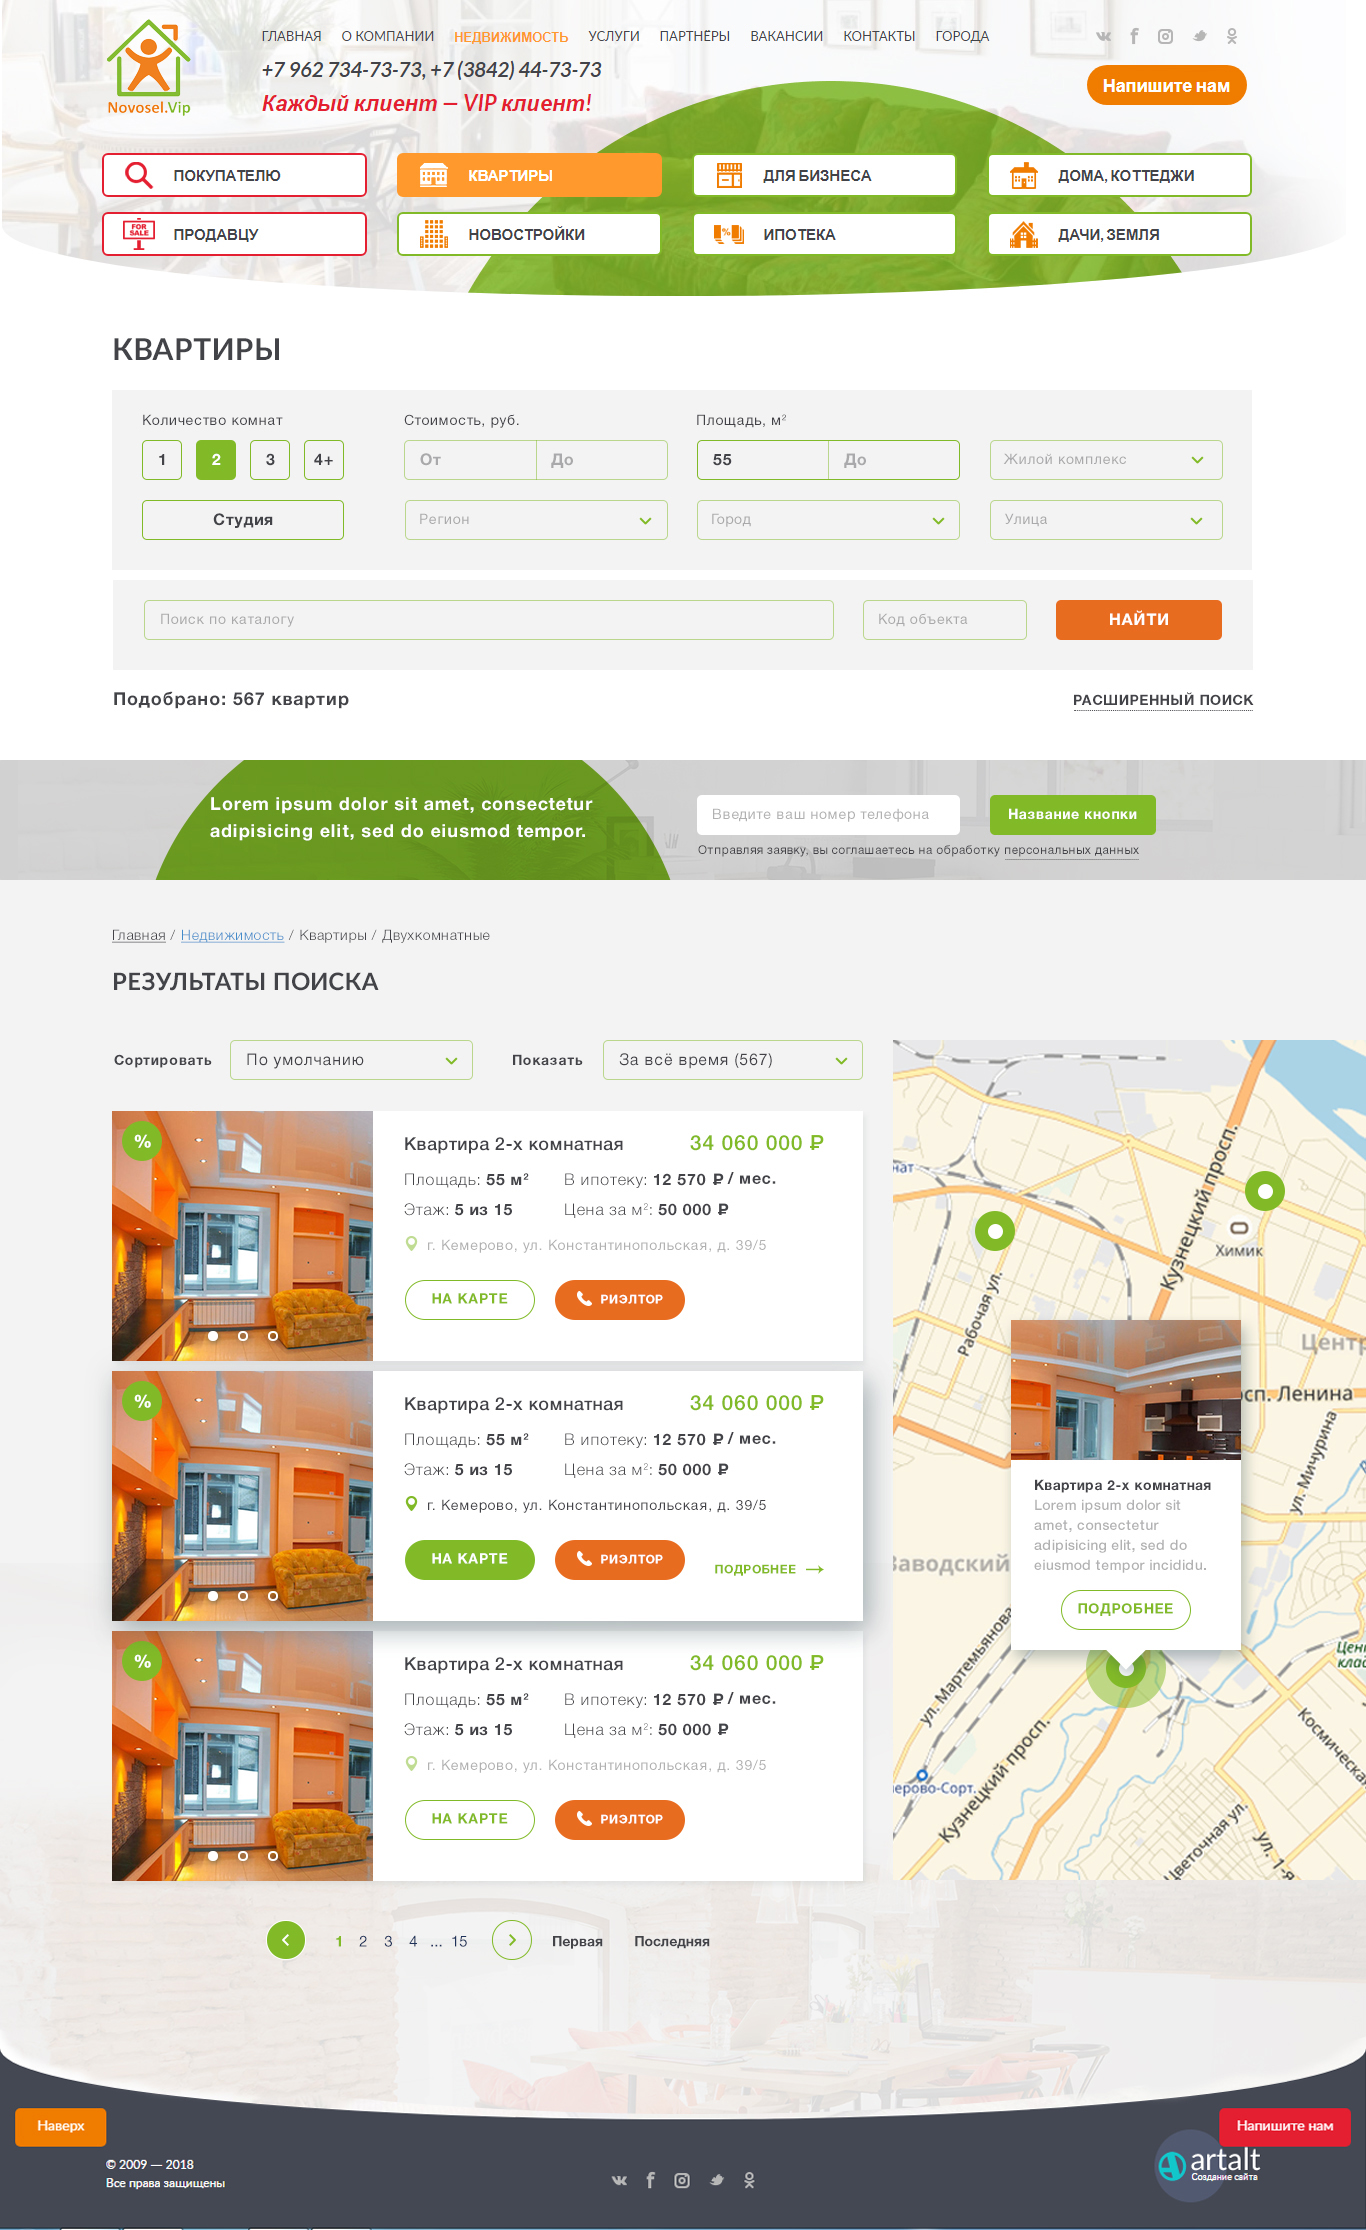 ГЛАВНАЯ О КОМПАНИИ НЕДВИЖИМОСТЬ УСЛУГИ ПАРТНЁРЫ ВАКАНСИИ КОНТАКТЫ ГОРОДА
+7 962 734-73-73, +7 (3842) 44-73-73
Напишите нам
Каждый клиент — VIP клиент!
Novosel.Vip
ПОКУПАТЕЛЮ КВАРТИРЫ ДЛЯ БИЗНЕСА ДОМА, КОТТЕДЖИ
FOR SALE ПРОДАВЦУ НОВОСТРОЙКИ % ИПОТЕКА ДАЧИ, ЗЕМЛЯ
КВАРТИРЫ
Количество комнат Стоимость, руб. Площадь, м²
1 2 3 4+ От До 55 До Жилой комплекс
Студия Регион Город Улица
Поиск по каталогу Код объекта НАЙТИ
Подобрано: 567 квартир РАСШИРЕННЫЙ ПОИСК
Lorem ipsum dolor sit amet, consectetur
adipisicing elit, sed do eiusmod tempor.
Введите ваш номер телефона Название кнопки
Отправляя заявку, вы соглашаетесь на обработку персональных данных
Главная / Недвижимость / Квартиры / Двухкомнатные
РЕЗУЛЬТАТЫ ПОИСКА
Сортировать По умолчанию Показать За всё время (567)
%
Квартира 2-х комнатная 34 060 000 ₽
Площадь: 55 м² В ипотеку: 12 570 ₽ / мес.
Этаж: 5 из 15 Цена за м²: 50 000 ₽
г. Кемерово, ул. Константинопольская, д. 39/5
НА КАРТЕ РИЭЛТОР
%
Квартира 2-х комнатная 34 060 000 ₽
Площадь: 55 м² В ипотеку: 12 570 ₽ / мес.
Этаж: 5 из 15 Цена за м²: 50 000 ₽
г. Кемерово, ул. Константинопольская, д. 39/5
НА КАРТЕ РИЭЛТОР ПОДРОБНЕЕ
%
Квартира 2-х комнатная 34 060 000 ₽
Площадь: 55 м² В ипотеку: 12 570 ₽ / мес.
Этаж: 5 из 15 Цена за м²: 50 000 ₽
г. Кемерово, ул. Константинопольская, д. 39/5
НА КАРТЕ РИЭЛТОР
нат
Кузнецкий просп.
Химик
Рабочая ул.
Центр
осп. Ленина
ул. Мичурина
Заводский
Квартира 2-х комнатная
Lorem ipsum dolor sit
amet, consectetur
adipisicing elit, sed do
eiusmod tempor incididu.
ПОДРОБНЕЕ
ул. Мартемьянова
Цен
клас
Кузнецкий просп.
Космическая
мерово-Сорт.
Цветочная ул.
ул. 1-я
1 2 3 4 ... 15 Первая Последняя
Наверх
Напишите нам
© 2009 — 2018
Все права защищены
artalt
Создание сайта